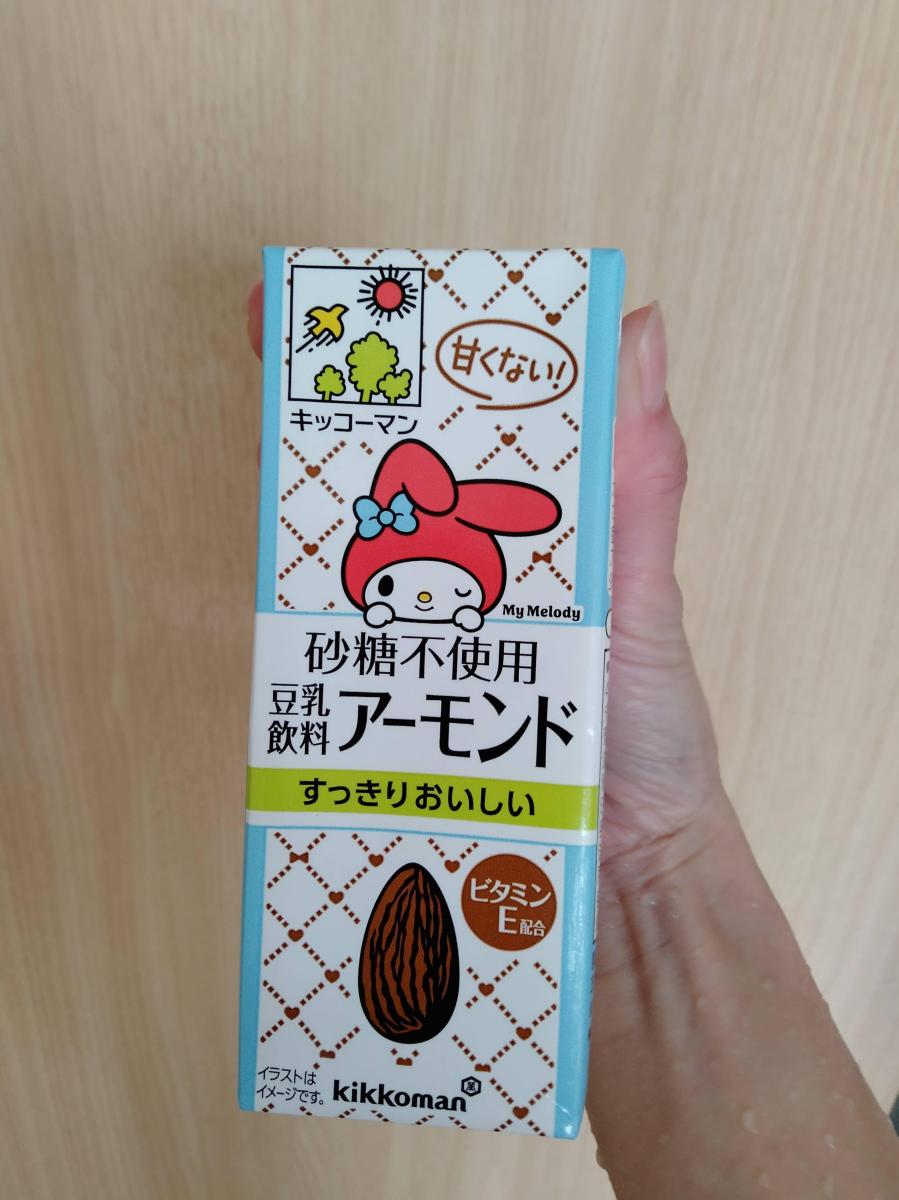 甘くない!
キッコーマン
My Melody
砂糖不使用
豆乳
飲料
アーモンド
すっきりおいしい
ビタミン
E配合
イラストは
イメージです。
kikkoman